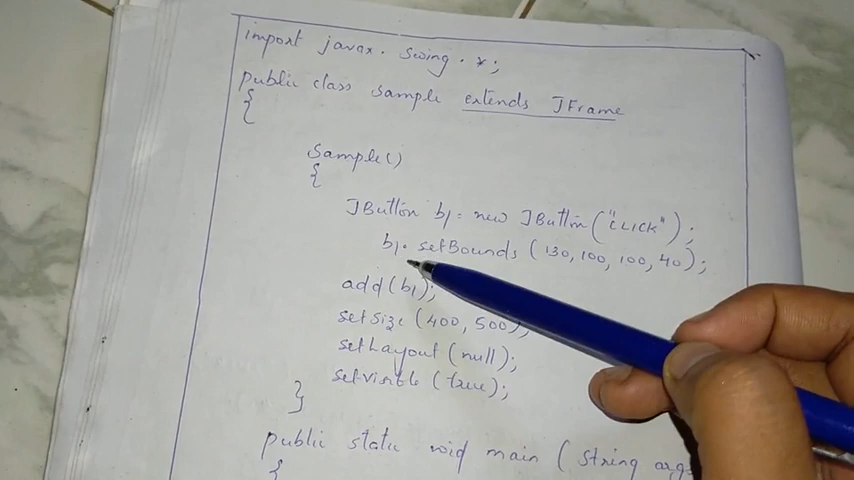 import javax. swing. *;
public class Sample extends JFrame
{
Sample()
{
JButton b1 = new JButton("CLICK");
b1. setBounds (130, 100, 100, 40);
add(b1);
setSize (400, 500);
setLayout (null);
setVisible (true);
}
public static void main ( String args
{